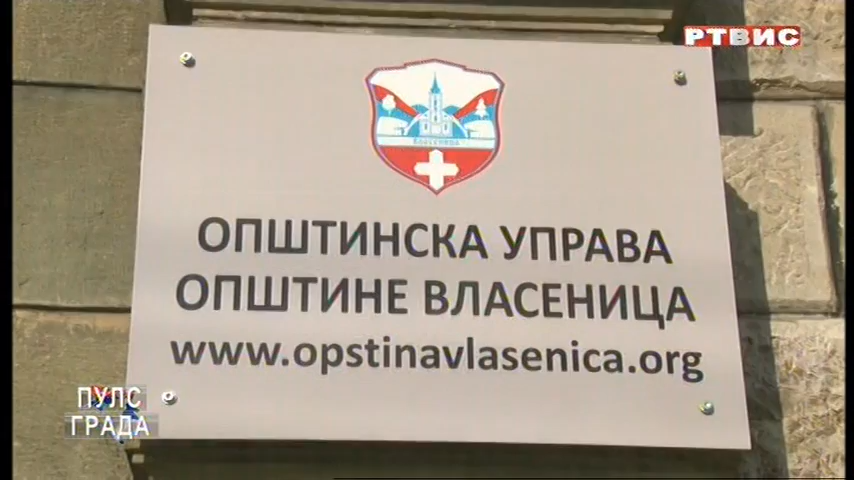 РТВИС
ОПШТИНСКА УПРАВА
ОПШТИНЕ ВЛАСЕНИЦА
www.opstinavlasenica.org
ПУЛС
ГРАДА